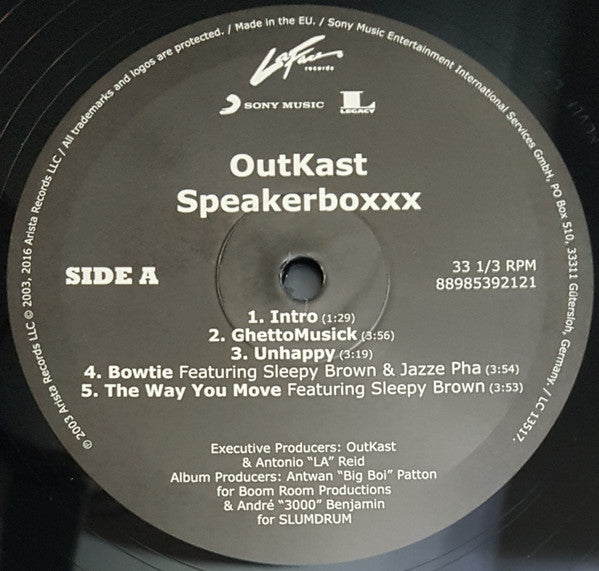 ℗ 2003 Arista Records LLC © 2003, 2016 Arista Records LLC / All trademarks and logos are protected. / Made in the EU. / Sony Music Entertainment International Services GmbH, PO Box 510, 33311 Gütersloh, Germany. / LC 13517.
LaFace
records
SONY MUSIC
L
LEGACY
OutKast
Speakerboxxx
SIDE A
33 1/3 RPM
88985392121
1. Intro (1:29)
2. GhettoMusick (3:56)
3. Unhappy (3:19)
4. Bowtie Featuring Sleepy Brown & Jazze Pha (3:54)
5. The Way You Move Featuring Sleepy Brown (3:53)
Executive Producers: OutKast
& Antonio "LA" Reid
Album Producers: Antwan "Big Boi" Patton
for Boom Room Productions
& André "3000" Benjamin
for SLUMDRUM